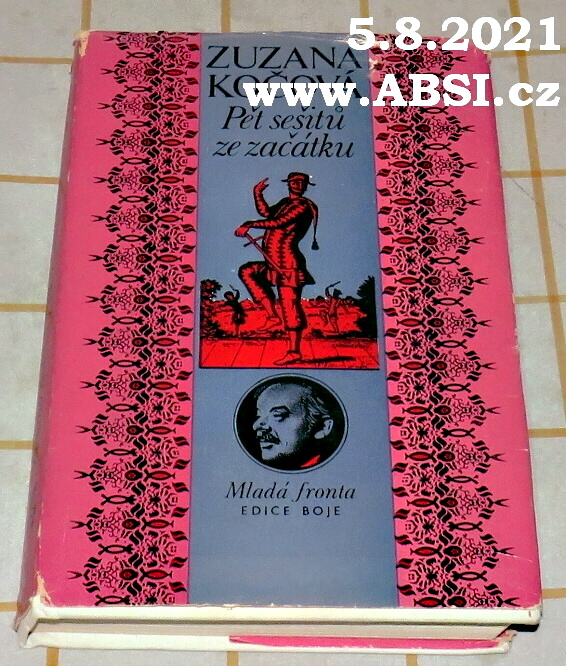 5.8.2021
www.ABSI.cz
ZUZANA
KOČOVÁ
Pět sešitů
ze začátku
Mladá fronta
EDICE BOJE